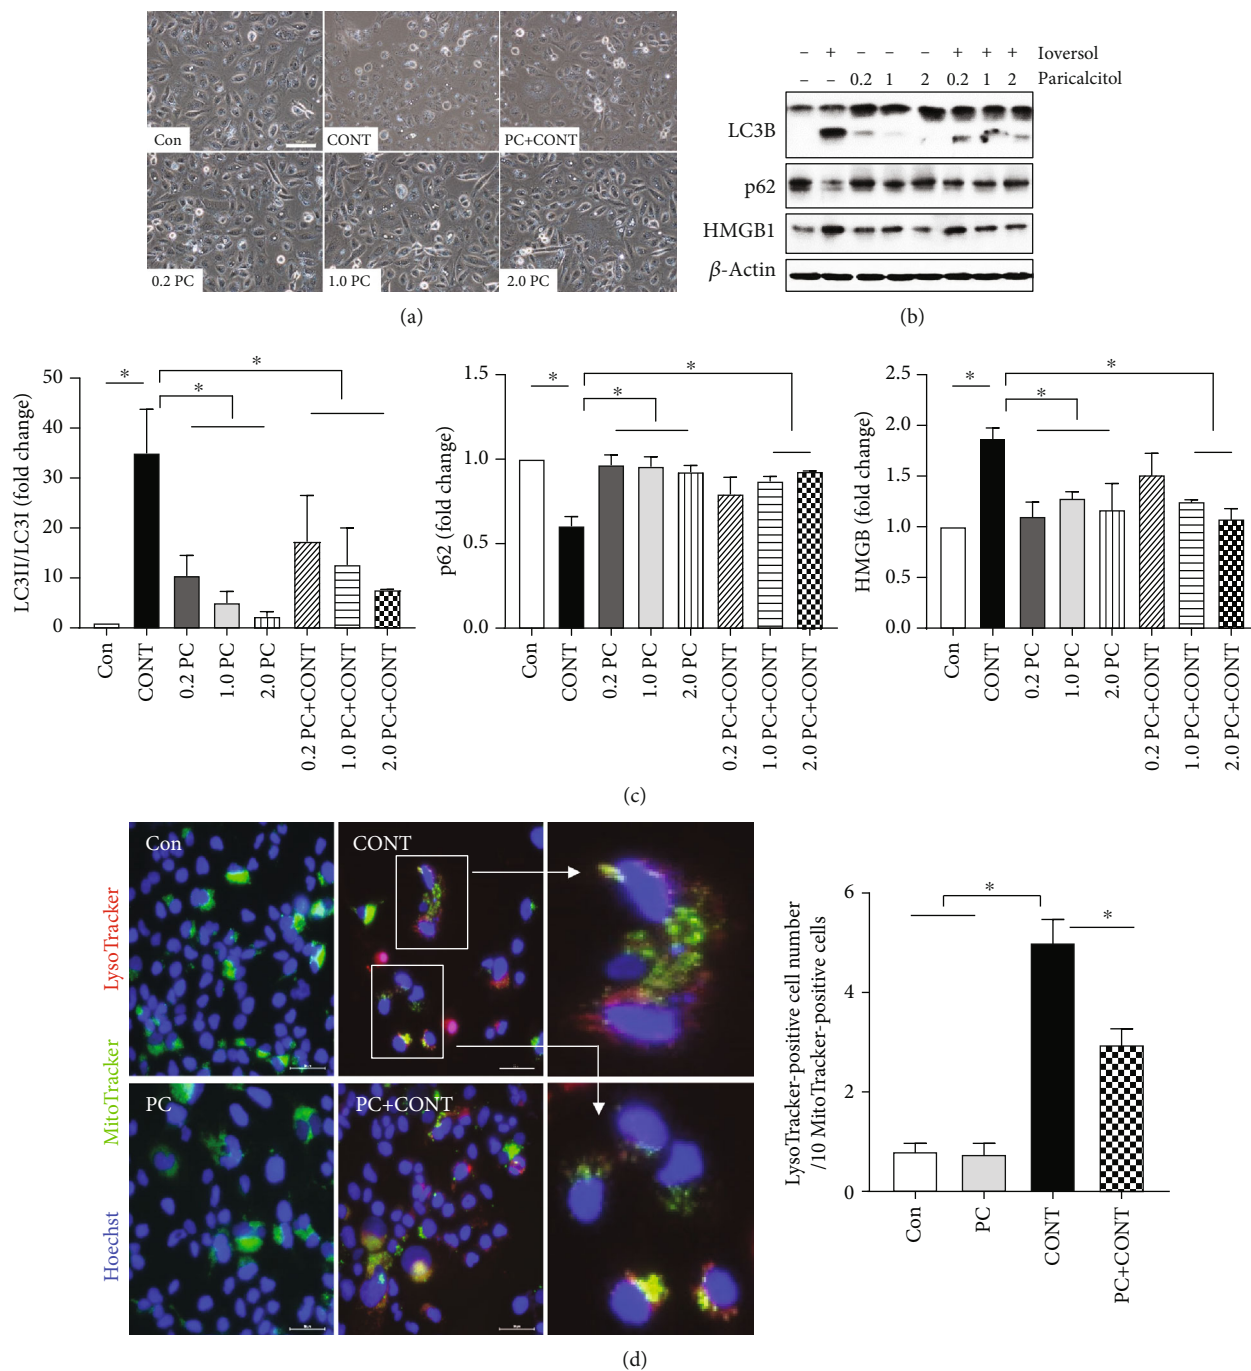 Con
CONT
PC+CONT
0.2 PC
1.0 PC
2.0 PC
(a)
– + – – – + + + Ioversol
– – 0.2 1 2 0.2 1 2 Paricalcitol
LC3B
p62
HMGB1
β-Actin
(b)
LC3II/LC3I (fold change)
50
40
30
20
10
0
* * *
Con
CONT
0.2 PC
1.0 PC
2.0 PC
0.2 PC+CONT
1.0 PC+CONT
2.0 PC+CONT
p62 (fold change)
1.5
1.0
0.5
0.0
* * *
Con
CONT
0.2 PC
1.0 PC
2.0 PC
0.2 PC+CONT
1.0 PC+CONT
2.0 PC+CONT
HMGB (fold change)
2.5
2.0
1.5
1.0
0.5
0.0
* * *
Con
CONT
0.2 PC
1.0 PC
2.0 PC
0.2 PC+CONT
1.0 PC+CONT
2.0 PC+CONT
(c)
LysoTracker
MitoTracker
Hoechst
Con
CONT
PC
PC+CONT
LysoTracker-positive cell number
/10 MitoTracker-positive cells
6
4
2
0
* *
Con
PC
CONT
PC+CONT
(d)